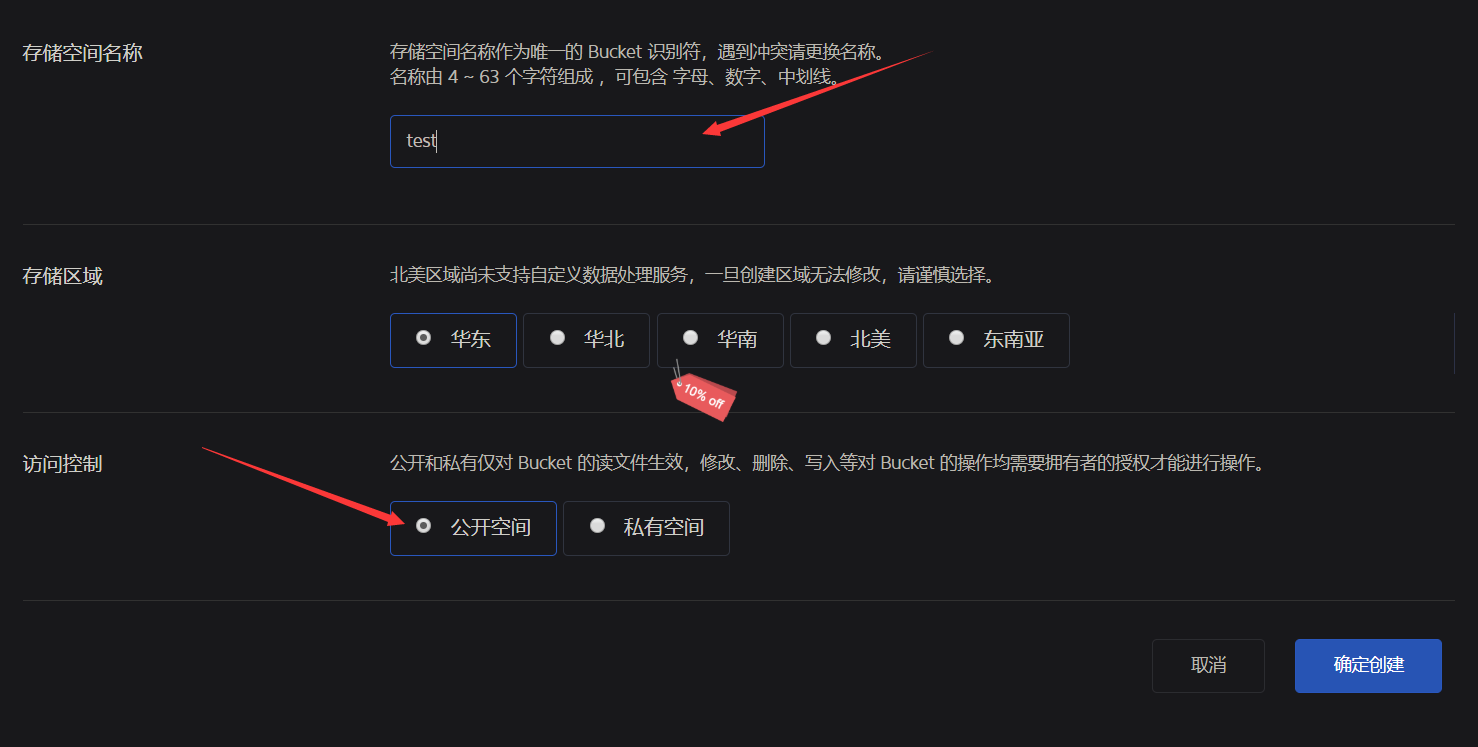 存储空间名称
存储空间名称作为唯一的 Bucket 识别符，遇到冲突请更换名称。
名称由 4 ~ 63 个字符组成 ，可包含 字母、数字、中划线。
test
存储区域
北美区域尚未支持自定义数据处理服务，一旦创建区域无法修改，请谨慎选择。
华东 华北 华南 北美 东南亚
10% off
访问控制
公开和私有仅对 Bucket 的读文件生效，修改、删除、写入等对 Bucket 的操作均需要拥有者的授权才能进行操作。
公开空间 私有空间
取消 确定创建